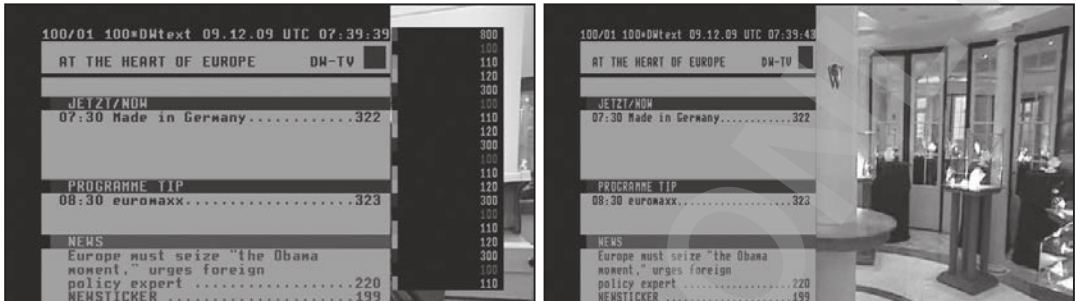 100/01 100*DWtext 09.12.09 UTC 07:39:39
AT THE HEART OF EUROPE DW-TV
JETZT/NOW
07:30 Made in Germany............322
PROGRAMME TIP
08:30 euromaxx..................323
NEWS
Europe must seize "the Obama
moment," urges foreign
policy expert ..................220
NEWSTICKER ....................199
800
100
110
120
300
100
110
120
300
100
110
120
300
100
110
120
300
100
110
100/01 100*DWtext 09.12.09 UTC 07:39:43
AT THE HEART OF EUROPE DW-TV
JETZT/NOW
07:30 Made in Germany............322
PROGRAMME TIP
08:30 euromaxx..................323
NEWS
Europe must seize "the Obama
moment," urges foreign
policy expert ..................220
NEWSTICKER ....................199